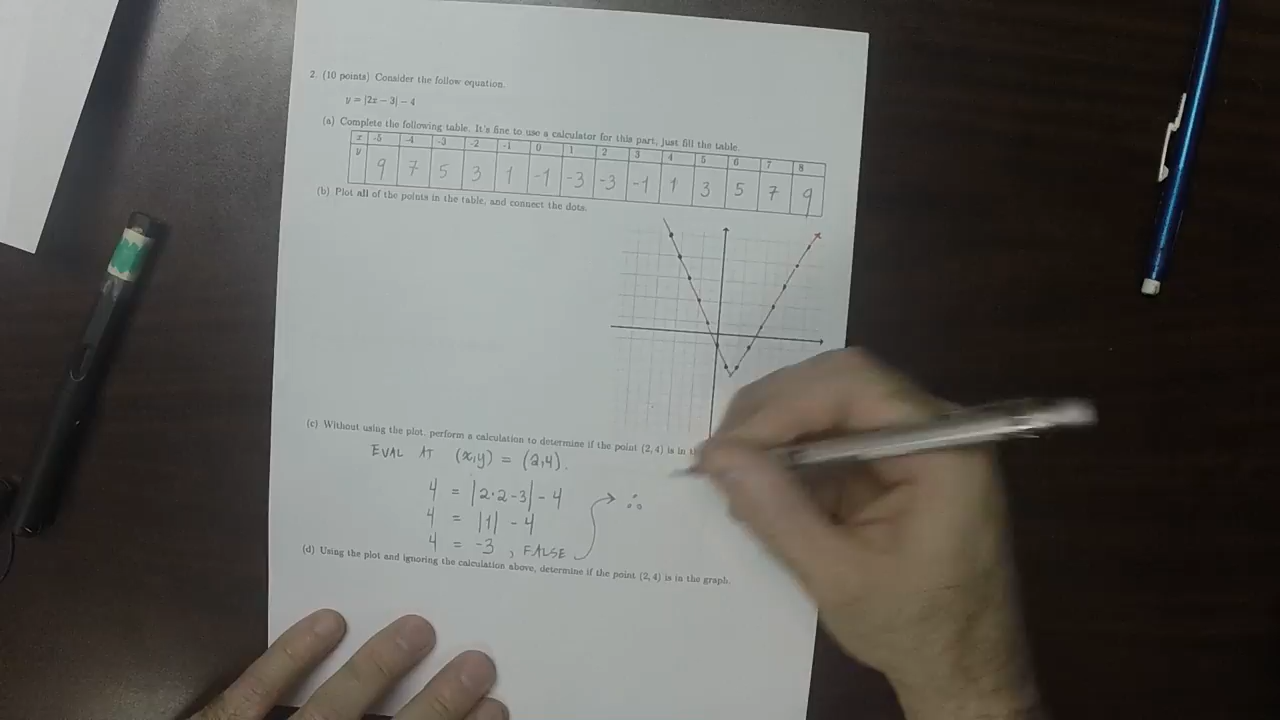 2. (10 points) Consider the follow equation.
y = |2x − 3| − 4
(a) Complete the following table. It's fine to use a calculator for this part, just fill the table.
x -5 -4 -3 -2 -1 0 1 2 3 4 5 6 7 8
y 9 7 5 3 1 -1 -3 -3 -1 1 3 5 7 9
(b) Plot all of the points in the table, and connect the dots.
(c) Without using the plot, perform a calculation to determine if the point (2, 4) is in
EVAL AT (x,y) = (2,4).
4 = |2·2-3| - 4
4 = |1| - 4
4 = -3, FALSE ∴
(d) Using the plot and ignoring the calculation above, determine if the point (2, 4) is in the graph.